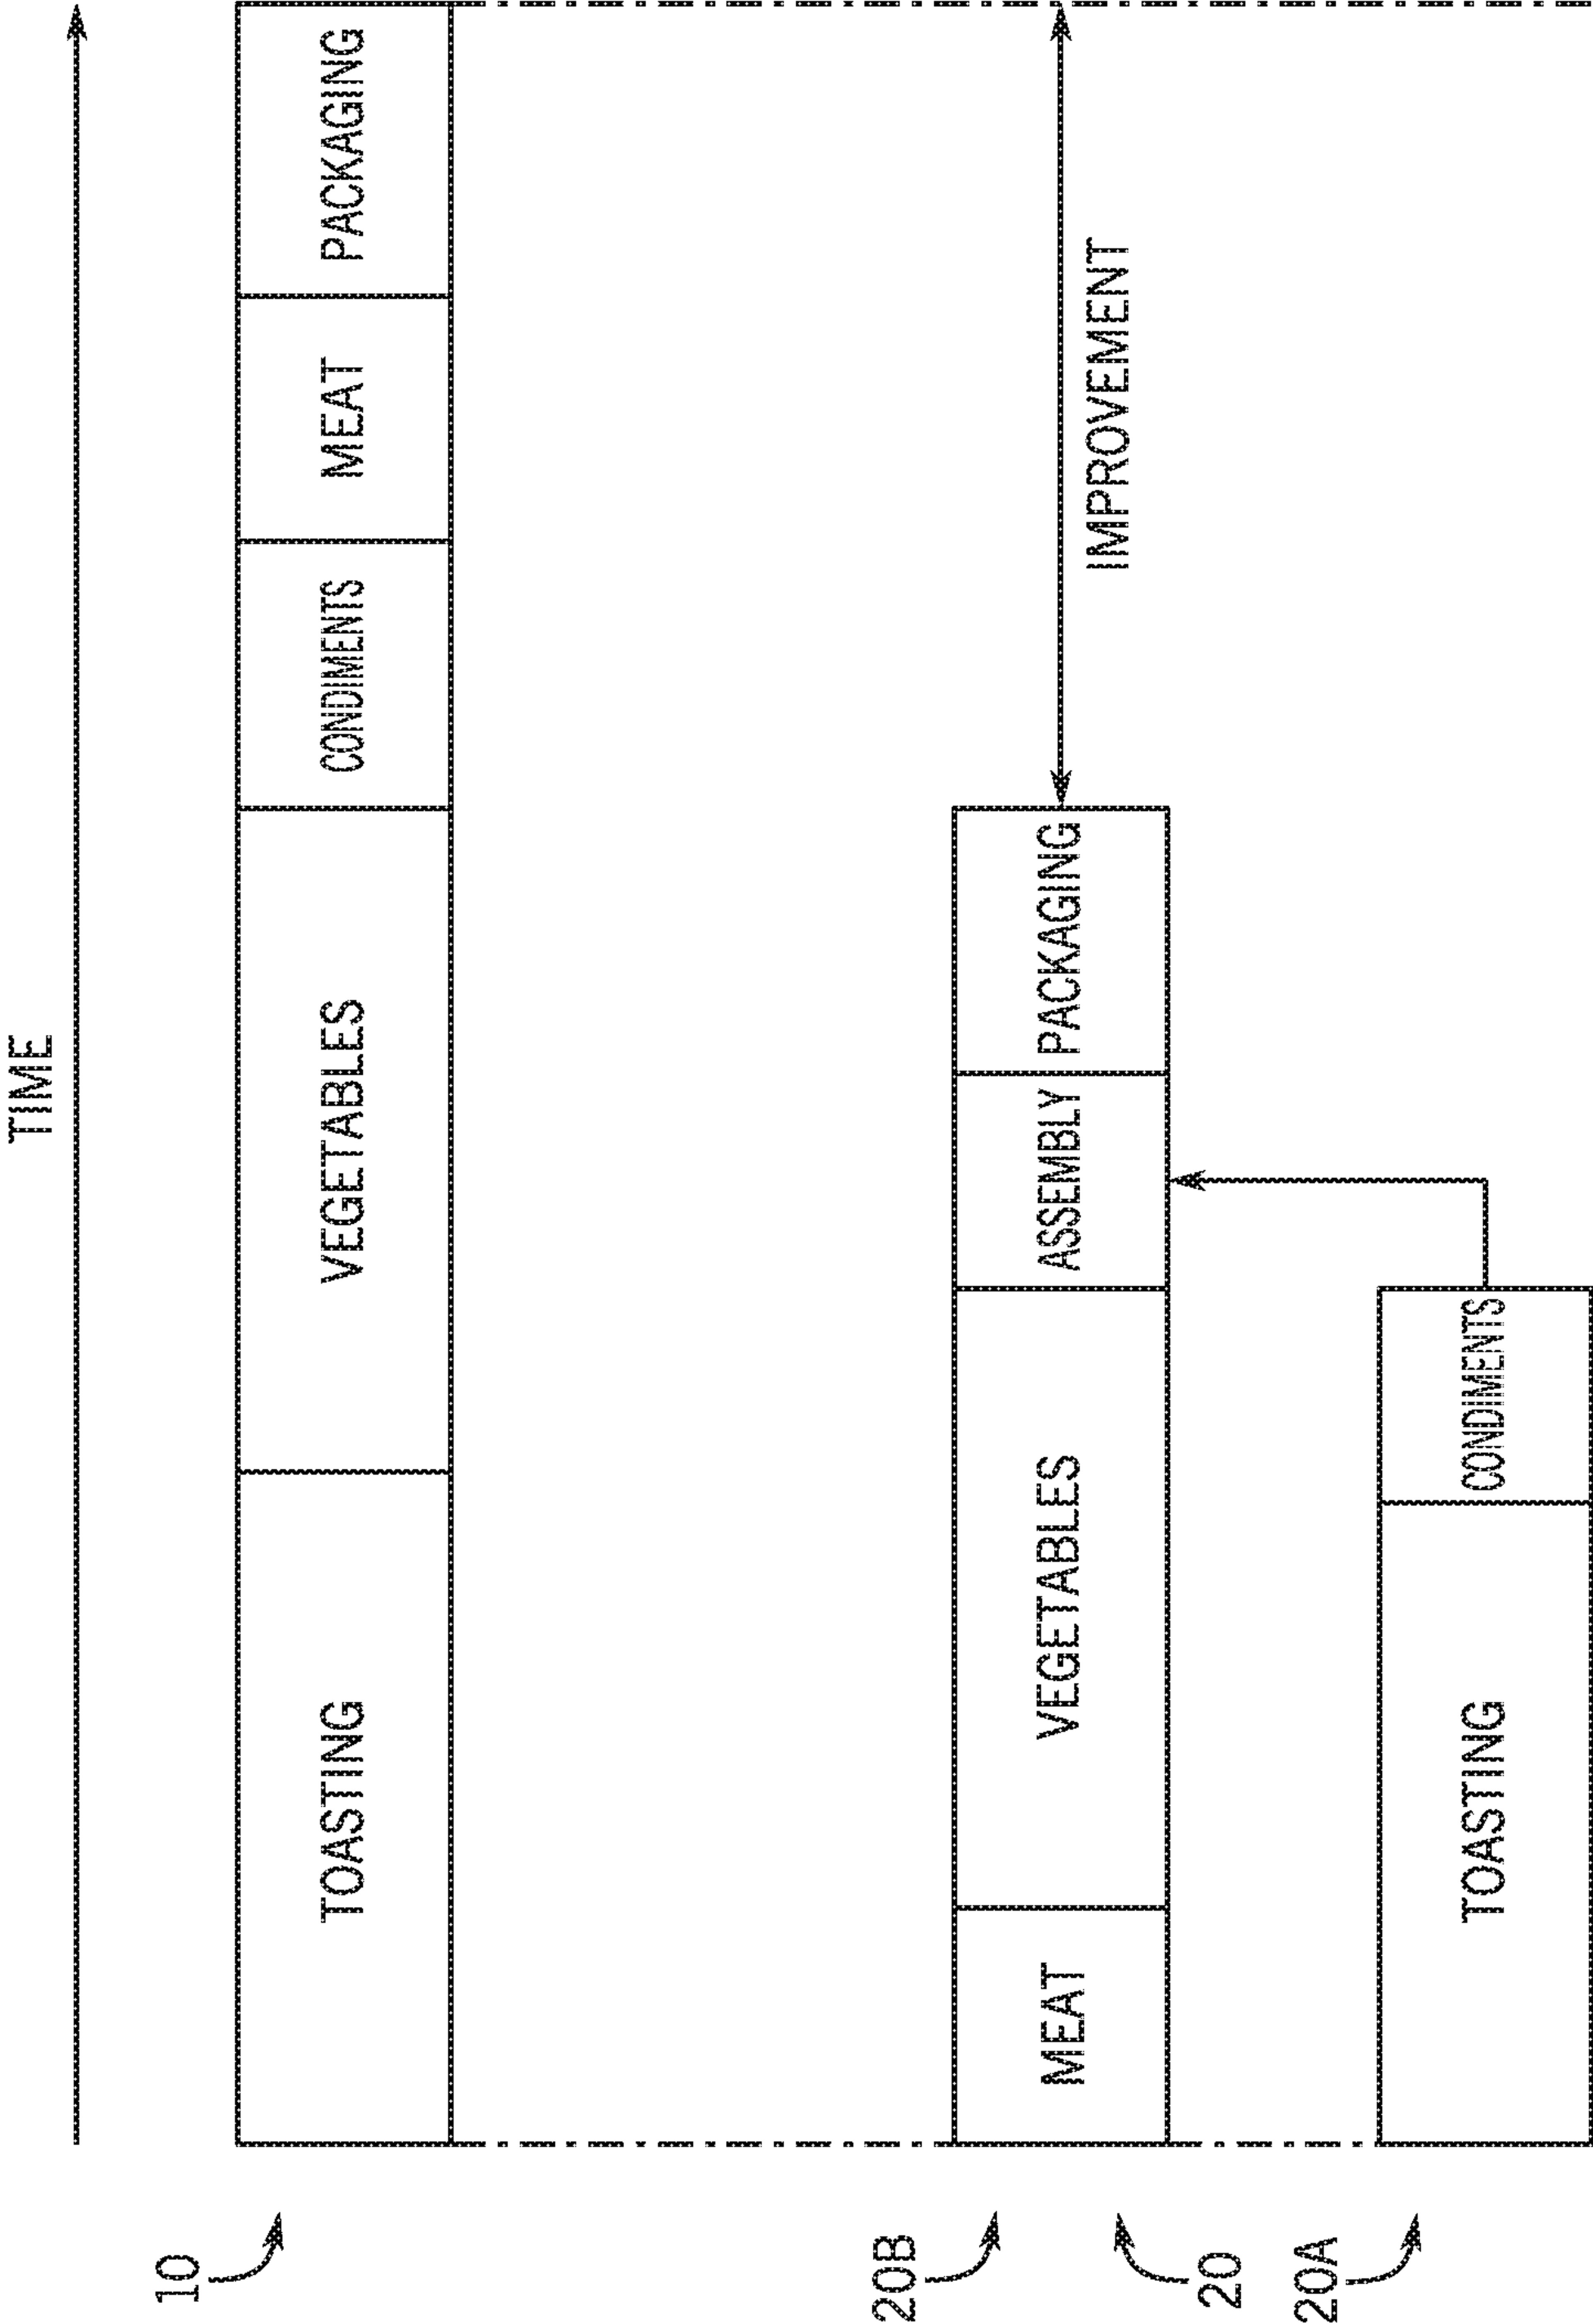 TIME
10
TOASTING
VEGETABLES
CONDIMENTS
MEAT
PACKAGING
20B
MEAT
VEGETABLES
ASSEMBLY
PACKAGING
IMPROVEMENT
20
20A
TOASTING
CONDIMENTS